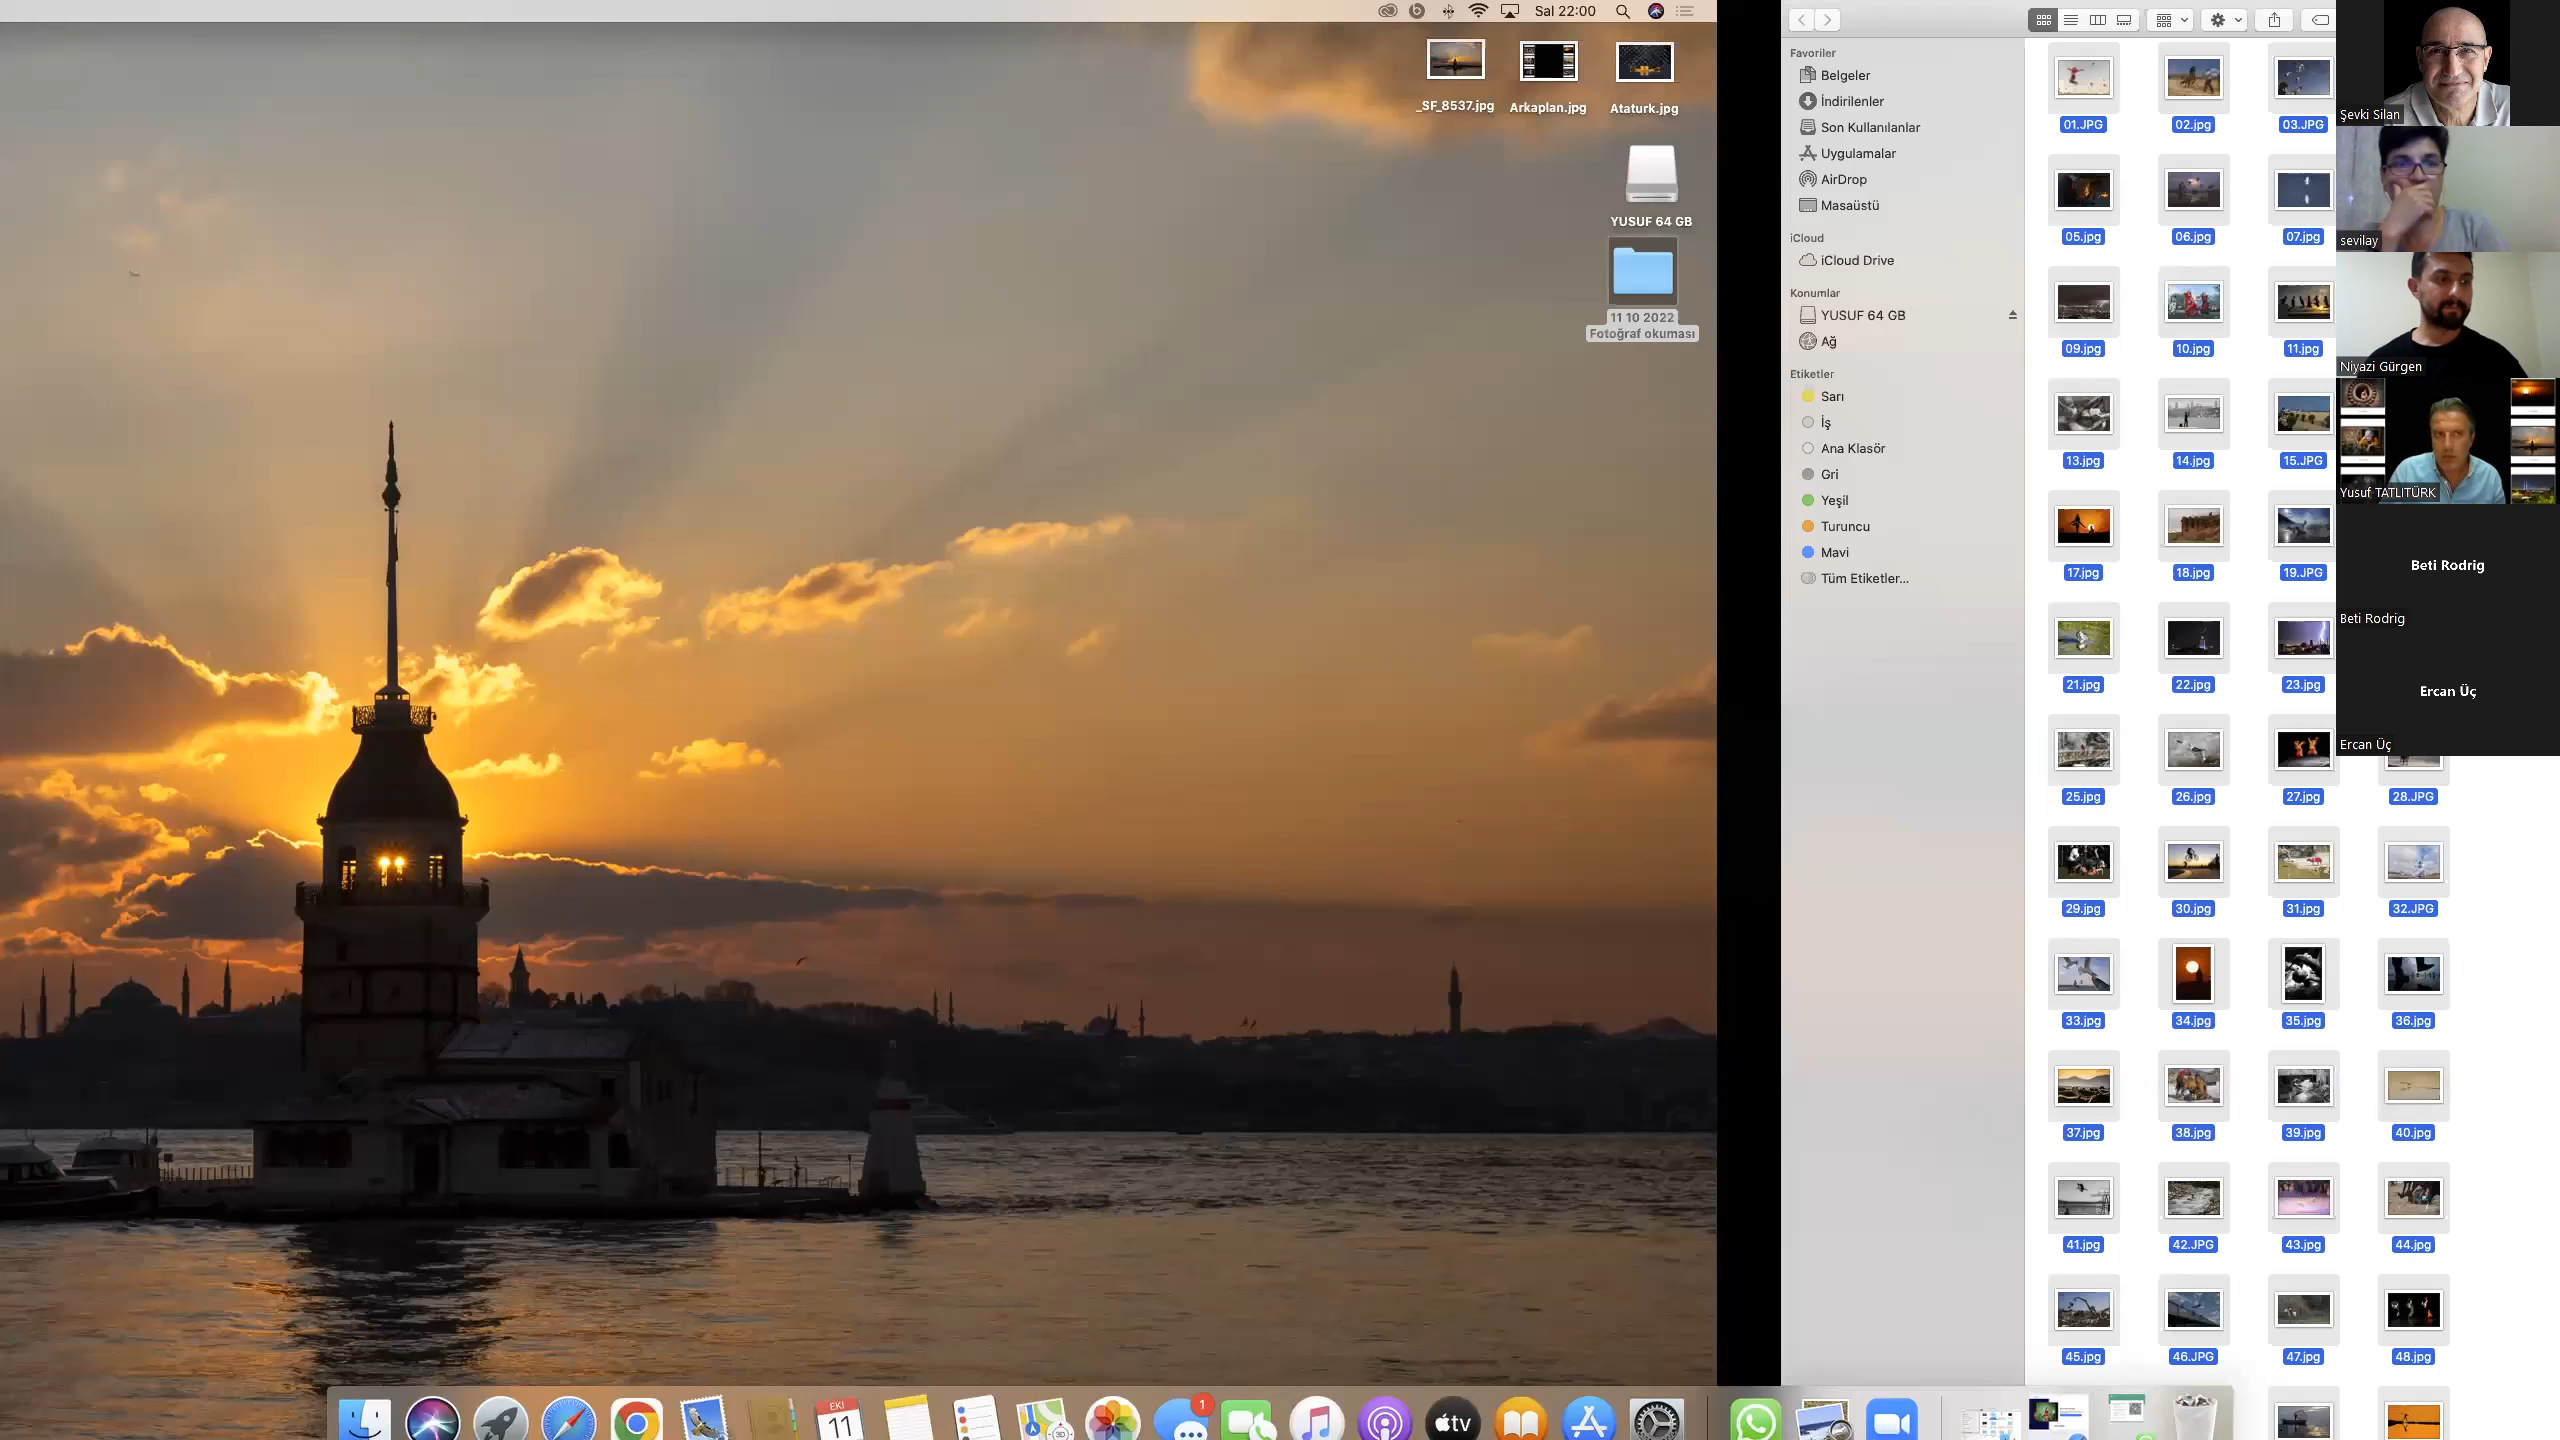 Sal 22:00
_SF_8537.jpg
Arkaplan.jpg
Ataturk.jpg
YUSUF 64 GB
11 10 2022
Fotoğraf okuması
Favoriler
Belgeler
İndirilenler
Son Kullanılanlar
Uygulamalar
AirDrop
Masaüstü
iCloud
iCloud Drive
Konumlar
YUSUF 64 GB
Ağ
Etiketler
Sarı
İş
Ana Klasör
Gri
Yeşil
Turuncu
Mavi
Tüm Etiketler...
01.JPG 02.jpg 03.JPG
05.jpg 06.jpg 07.jpg
09.jpg 10.jpg 11.jpg
13.jpg 14.jpg 15.JPG
17.jpg 18.jpg 19.JPG
21.jpg 22.jpg 23.jpg
25.jpg 26.jpg 27.jpg 28.JPG
29.jpg 30.jpg 31.jpg 32.JPG
33.jpg 34.jpg 35.jpg 36.jpg
37.jpg 38.jpg 39.jpg 40.jpg
41.jpg 42.JPG 43.jpg 44.jpg
45.jpg 46.JPG 47.jpg 48.jpg
Şevki Silan
sevilay
Niyazi Gürgen
Yusuf TATLITÜRK
Beti Rodrig
Beti Rodrig
Ercan Üç
Ercan Üç
EKİ
11
3D
1
tv